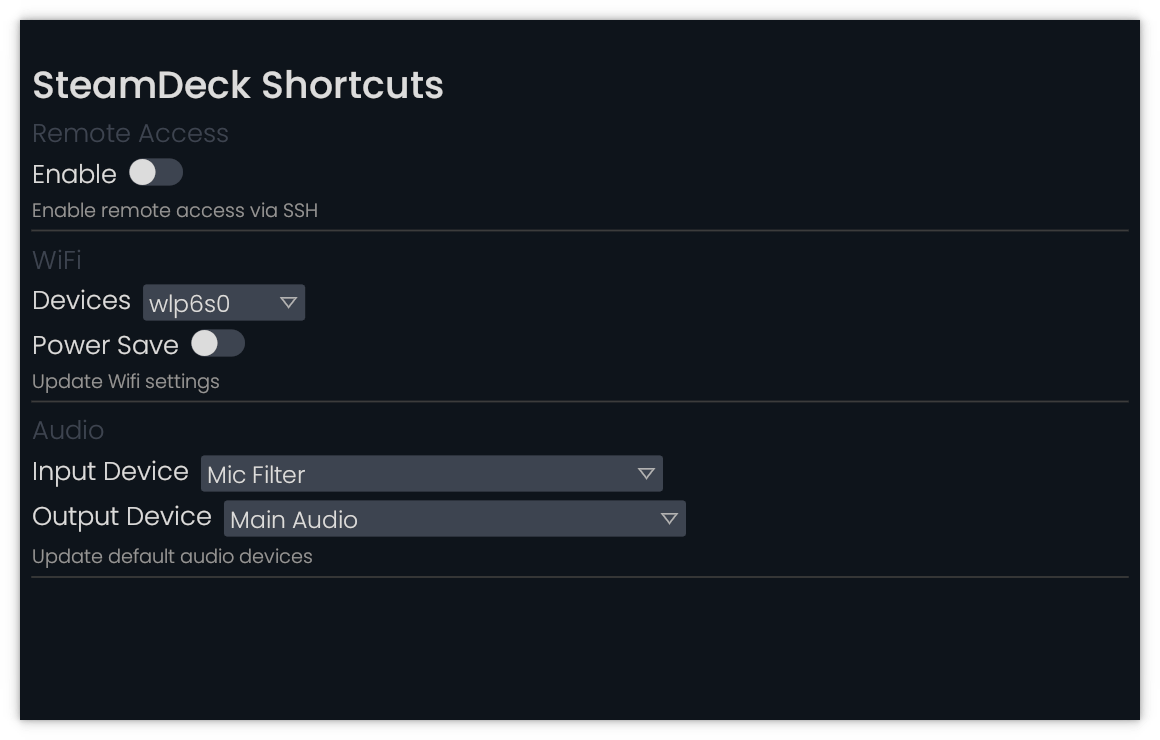 SteamDeck Shortcuts
Remote Access
Enable
Enable remote access via SSH
WiFi
Devices wlp6s0
Power Save
Update Wifi settings
Audio
Input Device Mic Filter
Output Device Main Audio
Update default audio devices